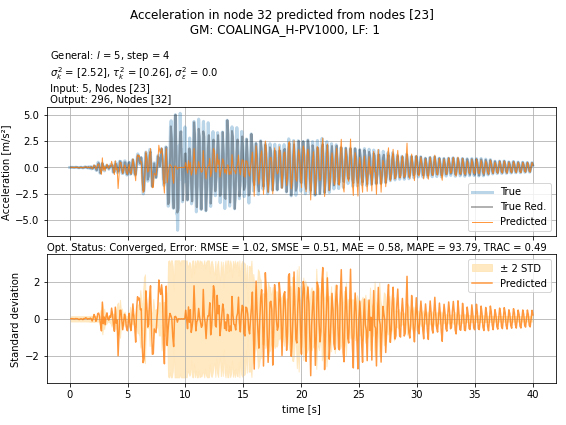 Acceleration in node 32 predicted from nodes [23]
GM: COALINGA_H-PV1000, LF: 1
General: l = 5, step = 4
σ²ₖ = [2.52], τ²ₖ = [0.26], σ²ε = 0.0
Input: 5, Nodes [23]
Output: 296, Nodes [32]
Acceleration [m/s²]
5.0
2.5
0.0
−2.5
−5.0
True
True Red.
Predicted
Opt. Status: Converged, Error: RMSE = 1.02, SMSE = 0.51, MAE = 0.58, MAPE = 93.79, TRAC = 0.49
Standard deviation
2
0
−2
± 2 STD
Predicted
0 5 10 15 20 25 30 35 40
time [s]